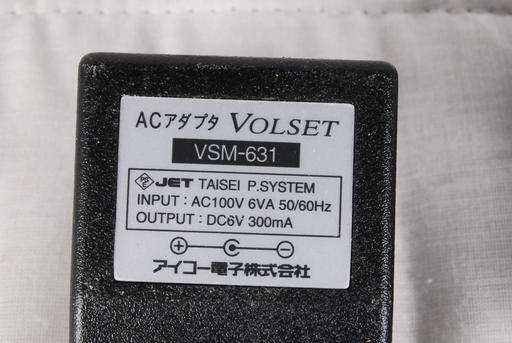 ACアダプタ VOLSET
VSM-631
PSE JET TAISEI P.SYSTEM
INPUT : AC100V 6VA 50/60Hz
OUTPUT : DC6V 300mA
アイコー電子株式会社